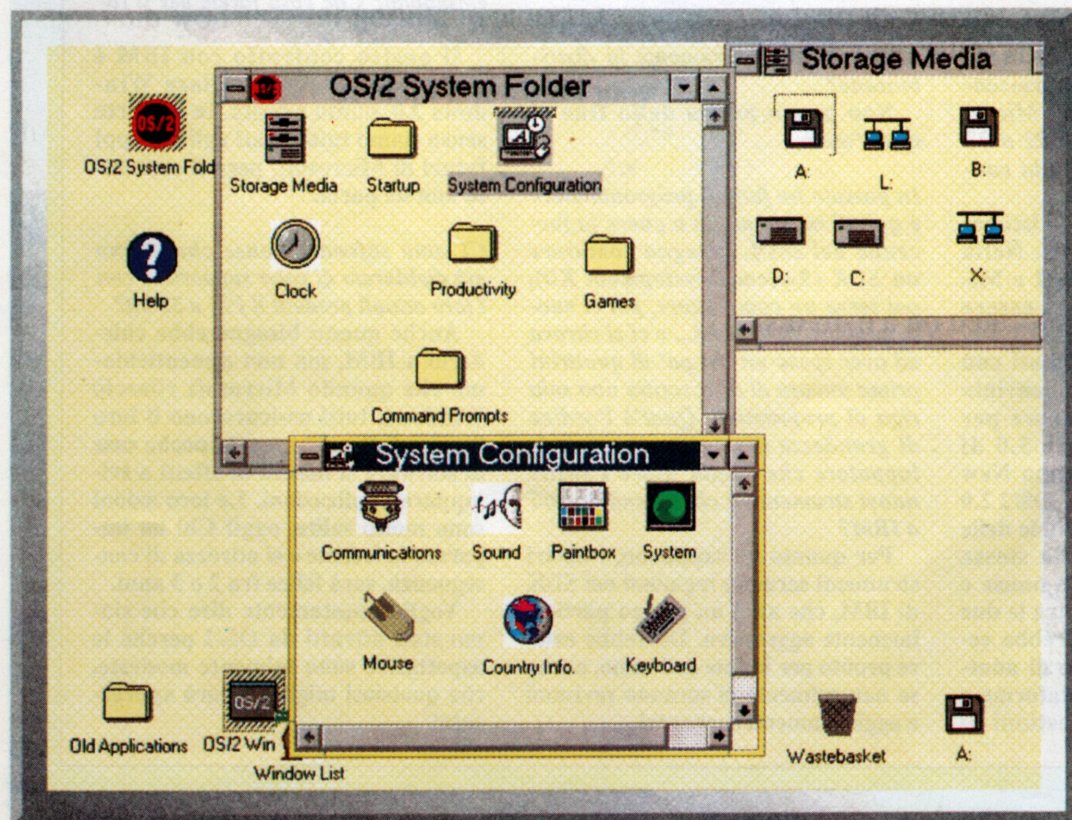 OS/2 System Folder
Storage Media
OS/2
OS/2 System Fold
Storage Media
Startup
System Configuration
A:
L:
B:
?
Help
Clock
Productivity
Games
D:
C:
X:
Command Prompts
System Configuration
Communications
Sound
Paintbox
System
Mouse
Country Info.
Keyboard
Old Applications
OS/2
OS/2 Win
Window List
Wastebasket
A: